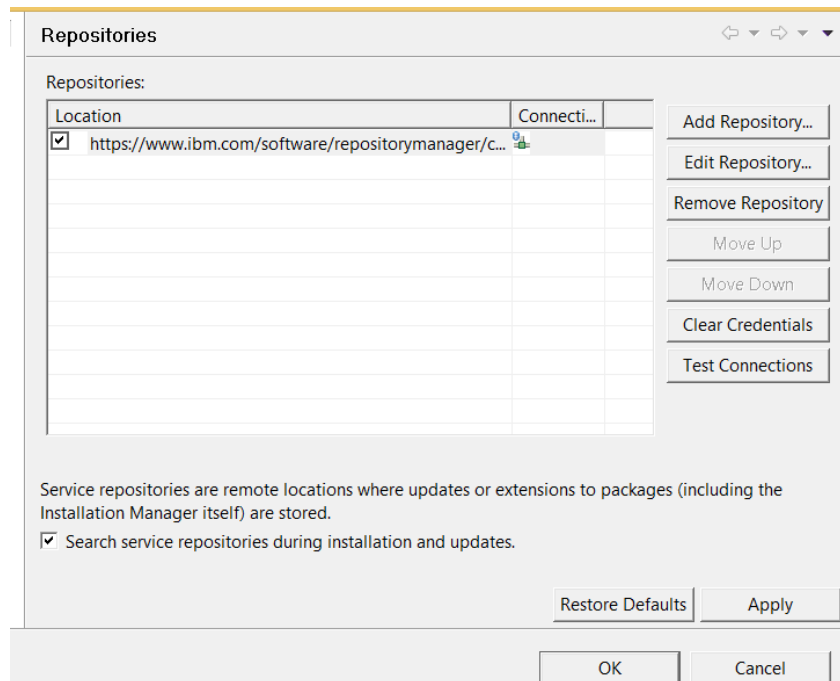 Repositories
Repositories:
Location Connecti...
https://www.ibm.com/software/repositorymanager/c...
Add Repository...
Edit Repository...
Remove Repository
Move Up
Move Down
Clear Credentials
Test Connections
Service repositories are remote locations where updates or extensions to packages (including the
Installation Manager itself) are stored.
Search service repositories during installation and updates.
Restore Defaults Apply
OK Cancel